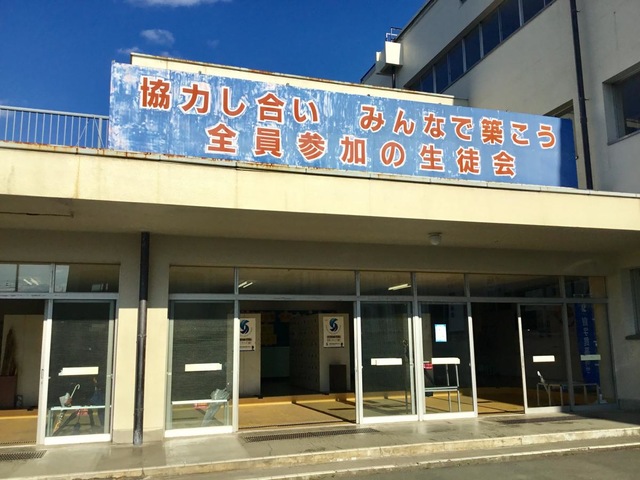 協力し合い　みんなで築こう
全員参加の生徒会